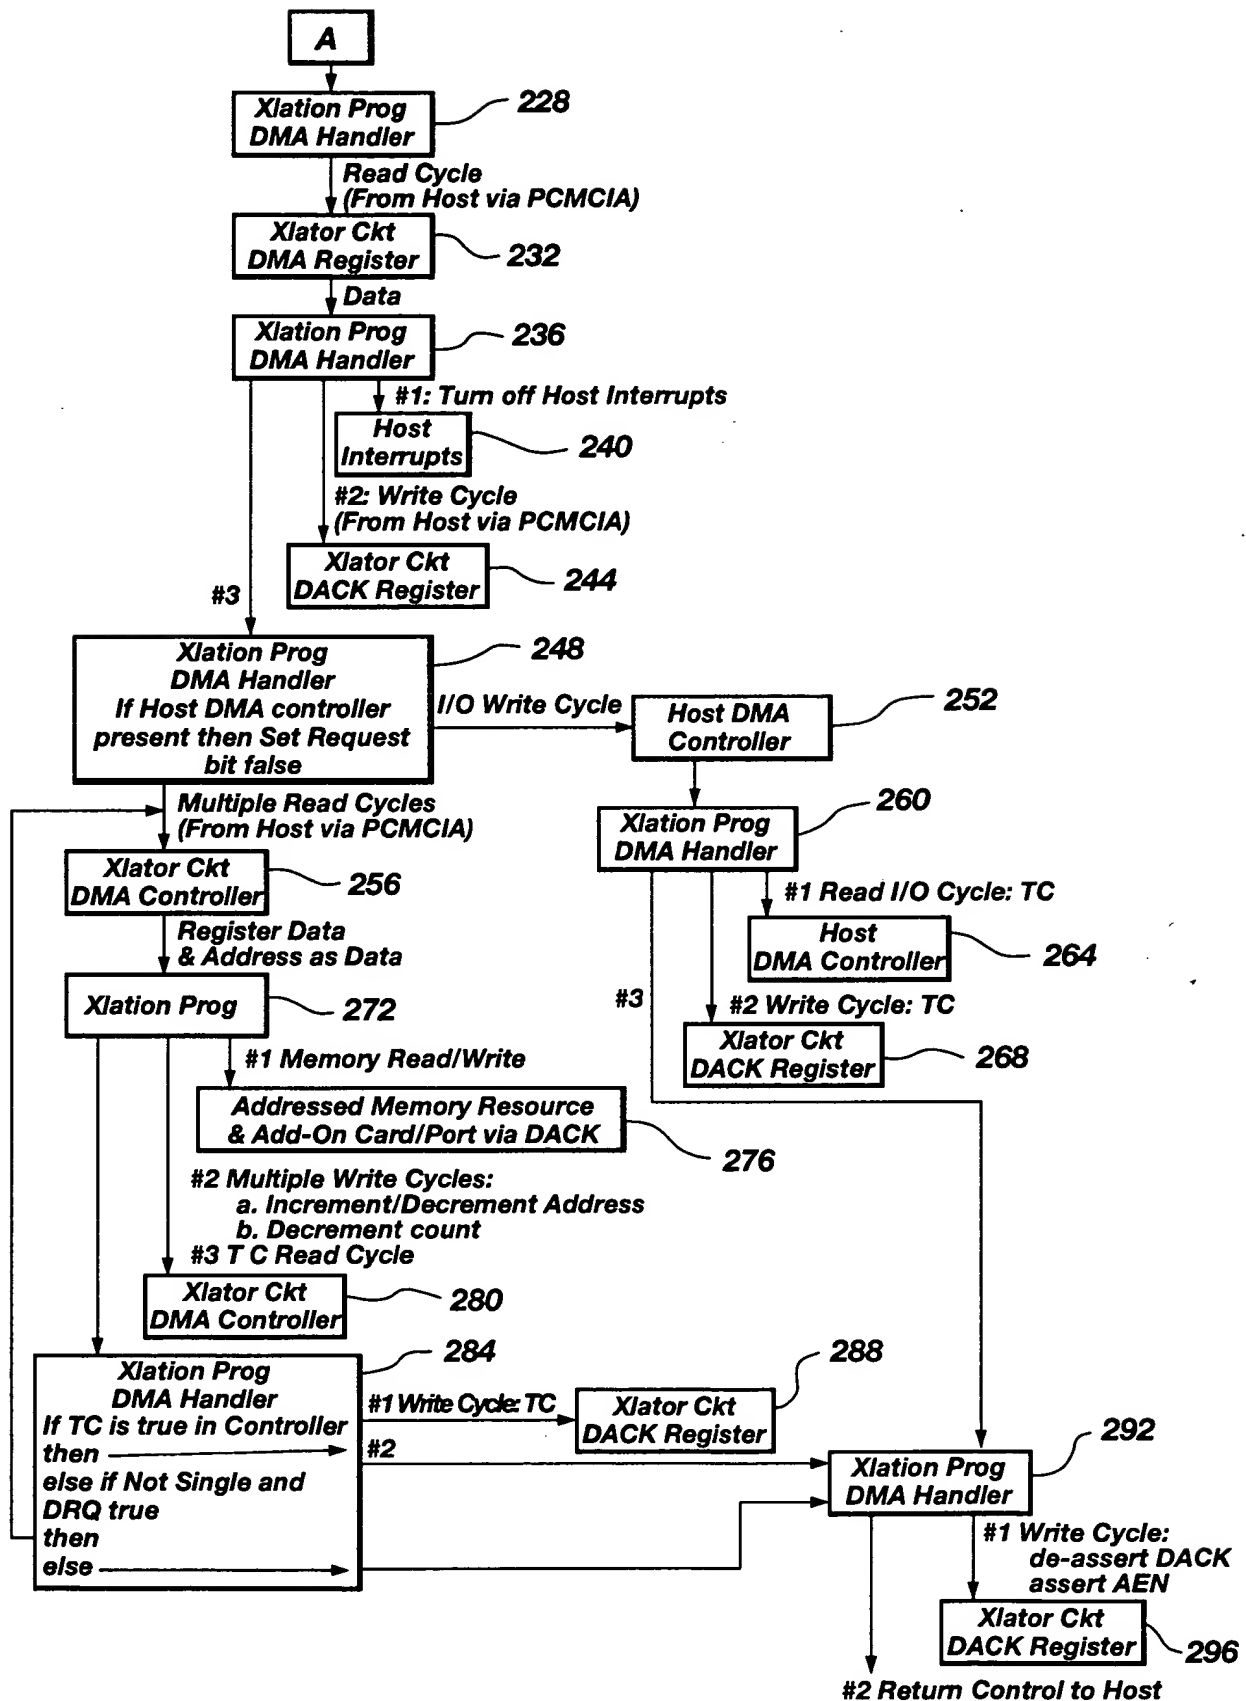 A
Xlation Prog
DMA Handler
228
Read Cycle
(From Host via PCMCIA)
Xlator Ckt
DMA Register
232
Data
Xlation Prog
DMA Handler
236
#1: Turn off Host Interrupts
Host
Interrupts
240
#2: Write Cycle
(From Host via PCMCIA)
Xlator Ckt
DACK Register
244
#3
Xlation Prog
DMA Handler
If Host DMA controller
present then Set Request
bit false
248
I/O Write Cycle
Host DMA
Controller
252
Multiple Read Cycles
(From Host via PCMCIA)
Xlation Prog
DMA Handler
260
Xlator Ckt
DMA Controller
256
#1 Read I/O Cycle: TC
Host
DMA Controller
264
Register Data
& Address as Data
Xlation Prog
272
#3
#2 Write Cycle: TC
Xlator Ckt
DACK Register
268
#1 Memory Read/Write
Addressed Memory Resource
& Add-On Card/Port via DACK
276
#2 Multiple Write Cycles:
a. Increment/Decrement Address
b. Decrement count
#3 T C Read Cycle
Xlator Ckt
DMA Controller
280
Xlation Prog
DMA Handler
If TC is true in Controller
then
else if Not Single and
DRQ true
then
else
284
#1 Write Cycle: TC
Xlator Ckt
DACK Register
288
#2
Xlation Prog
DMA Handler
292
#1 Write Cycle:
de-assert DACK
assert AEN
Xlator Ckt
DACK Register
296
#2 Return Control to Host